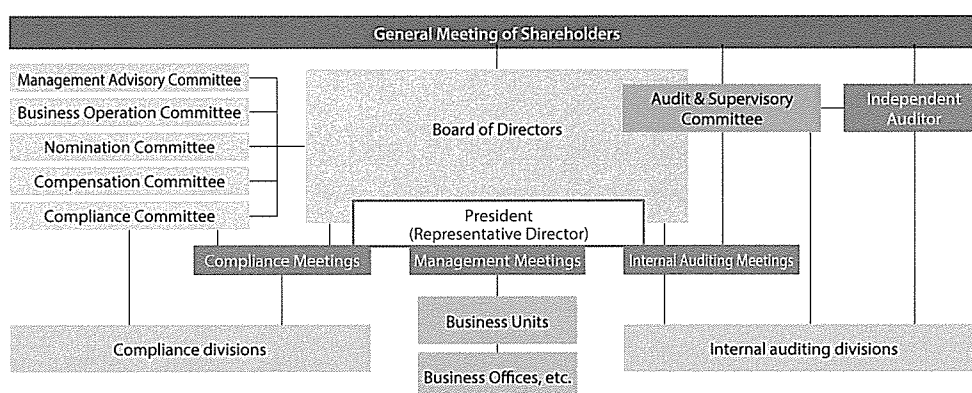 General Meeting of Shareholders
Management Advisory Committee
Business Operation Committee
Nomination Committee
Compensation Committee
Compliance Committee
Board of Directors
Audit & Supervisory
Committee
Independent
Auditor
President
(Representative Director)
Compliance Meetings
Management Meetings
Internal Auditing Meetings
Business Units
Compliance divisions
Internal auditing divisions
Business Offices, etc.